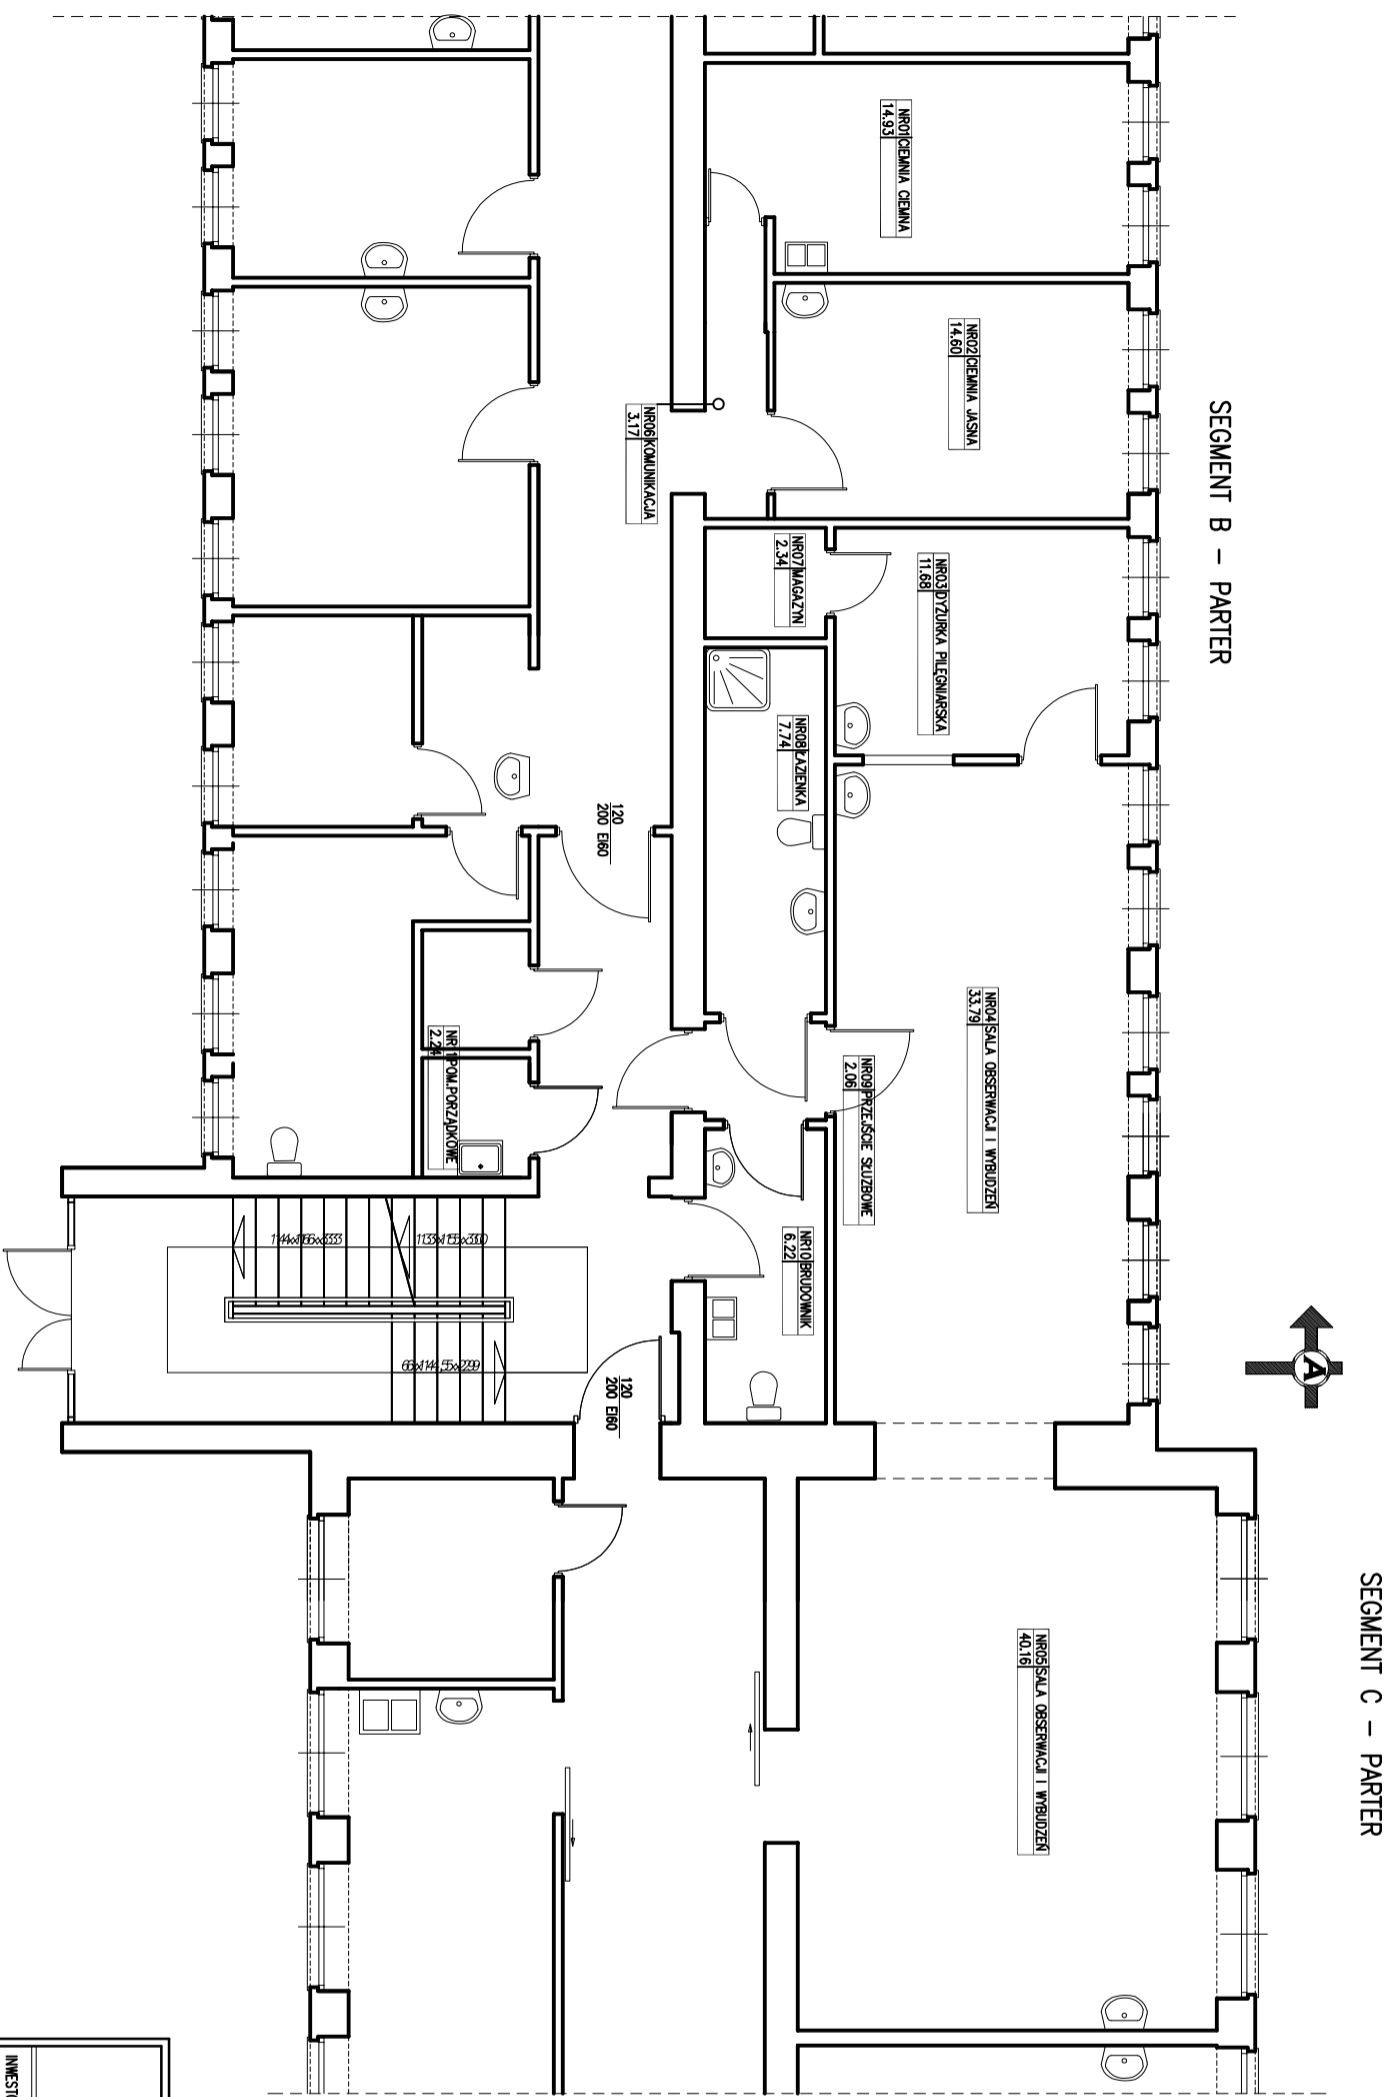 SEGMENT B - PARTER
SEGMENT C - PARTER
A
NR01 CIEMNIA CIEMNA
14.93
NR02 CIEMNIA JASNA
14.60
NR03 DYŻURKA PILĘGNIARSKA
11.68
NR04 SALA OBSERWACJI I WYBUDZEŃ
33.79
NR05 SALA OBSERWACJI I WYBUDZEŃ
40.16
NR06 KOMUNIKACJA
3.17
NR07 MAGAZYN
2.34
NR08 ŁAZIENKA
7.74
NR09 PRZEJŚCIE SŁUŻBOWE
2.06
NR10 BRUDOWNIK
6.22
NR11 POM.PORZĄDKOWE
2.24
120
200 EI60
120
200 EI60